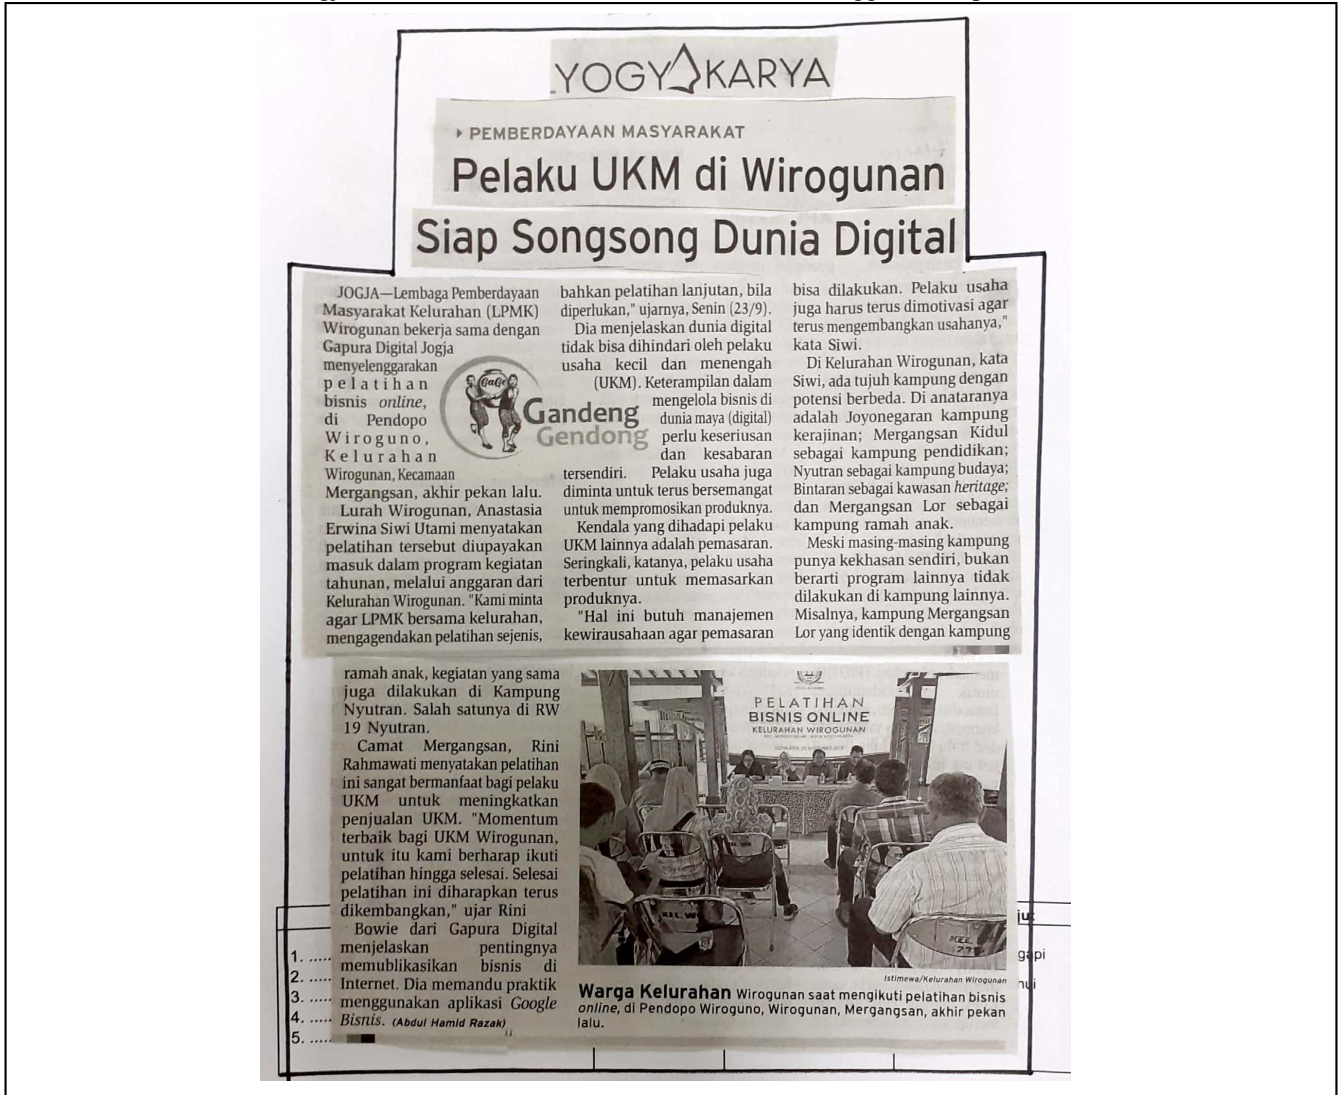 YOGYAKARYA
PEMBERDAYAAN MASYARAKAT
Pelaku UKM di Wirogunan
Siap Songsong Dunia Digital
JOGJA—Lembaga Pemberdayaan
Masyarakat Kelurahan (LPMK)
Wirogunan bekerja sama dengan
Gapura Digital Jogja
menyelenggarakan
pelatihan
bisnis online,
di Pendopo
Wiroguno,
Kelurahan
Wirogunan, Kecamaan
Mergangsan, akhir pekan lalu.
Lurah Wirogunan, Anastasia
Erwina Siwi Utami menyatakan
pelatihan tersebut diupayakan
masuk dalam program kegiatan
tahunan, melalui anggaran dari
Kelurahan Wirogunan. "Kami minta
agar LPMK bersama kelurahan,
mengagendakan pelatihan sejenis,
GaGe
Gandeng
Gendong
bahkan pelatihan lanjutan, bila
diperlukan," ujarnya, Senin (23/9).
Dia menjelaskan dunia digital
tidak bisa dihindari oleh pelaku
usaha kecil dan menengah
(UKM). Keterampilan dalam
mengelola bisnis di
dunia maya (digital)
perlu keseriusan
dan kesabaran
tersendiri. Pelaku usaha juga
diminta untuk terus bersemangat
untuk mempromosikan produknya.
Kendala yang dihadapi pelaku
UKM lainnya adalah pemasaran.
Seringkali, katanya, pelaku usaha
terbentur untuk memasarkan
produknya.
"Hal ini butuh manajemen
kewirausahaan agar pemasaran
bisa dilakukan. Pelaku usaha
juga harus terus dimotivasi agar
terus mengembangkan usahanya,"
kata Siwi.
Di Kelurahan Wirogunan, kata
Siwi, ada tujuh kampung dengan
potensi berbeda. Di anataranya
adalah Joyonegaran kampung
kerajinan; Mergangsan Kidul
sebagai kampung pendidikan;
Nyutran sebagai kampung budaya;
Bintaran sebagai kawasan heritage;
dan Mergangsan Lor sebagai
kampung ramah anak.
Meski masing-masing kampung
punya kekhasan sendiri, bukan
berarti program lainnya tidak
dilakukan di kampung lainnya.
Misalnya, kampung Mergangsan
Lor yang identik dengan kampung
ramah anak, kegiatan yang sama
juga dilakukan di Kampung
Nyutran. Salah satunya di RW
19 Nyutran.
Camat Mergangsan, Rini
Rahmawati menyatakan pelatihan
ini sangat bermanfaat bagi pelaku
UKM untuk meningkatkan
penjualan UKM. "Momentum
terbaik bagi UKM Wirogunan,
untuk itu kami berharap ikuti
pelatihan hingga selesai. Selesai
pelatihan ini diharapkan terus
dikembangkan," ujar Rini
Bowie dari Gapura Digital
menjelaskan pentingnya
memublikasikan bisnis di
Internet. Dia memandu praktik
menggunakan aplikasi Google
Bisnis. (Abdul Hamid Razak)
PELATIHAN
BISNIS ONLINE
KELURAHAN WIROGUNAN
Istimewa/Kelurahan Wirogunan
Warga Kelurahan Wirogunan saat mengikuti pelatihan bisnis
online, di Pendopo Wiroguno, Wirogunan, Mergangsan, akhir pekan
lalu.
1. .....
2. .....
3. .....
4. .....
5. .....